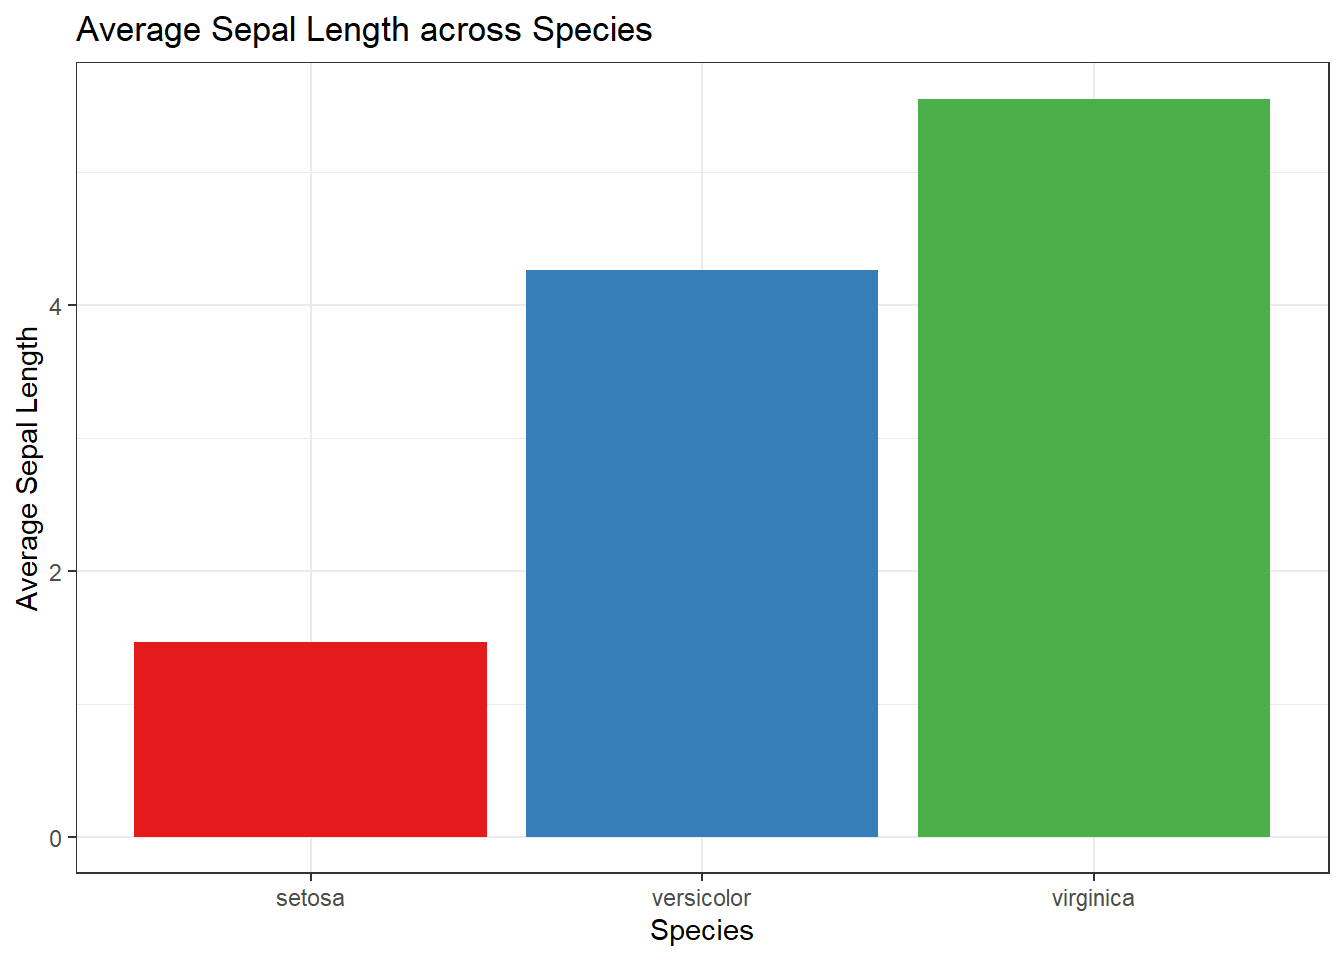 Average Sepal Length across Species
Average Sepal Length
4
2
0
setosa
versicolor
virginica
Species